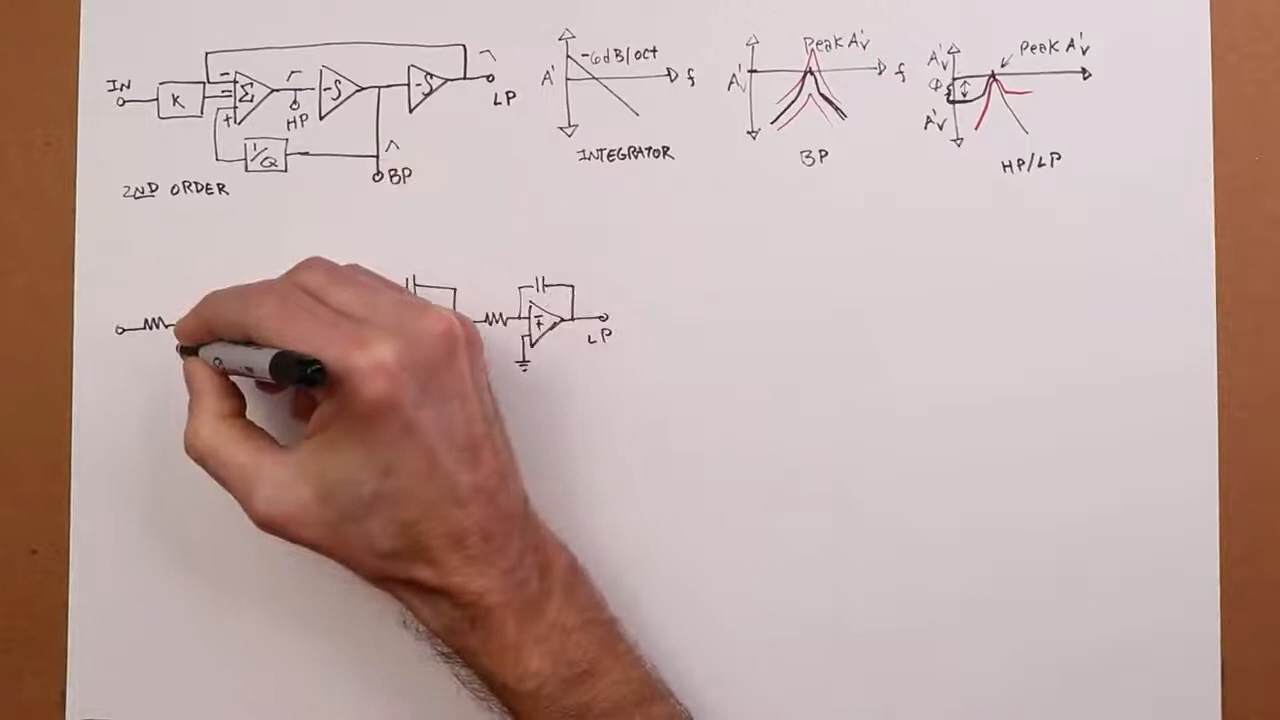 IN
K
-
=
+
Σ
HP
-∫
-∫
LP
1/Q
BP
2ND ORDER
-6dB/oct
A'
f
INTEGRATOR
Peak A'v
A'v
f
BP
A'v
Φ
A'v
Peak A'v
HP/LP
LP